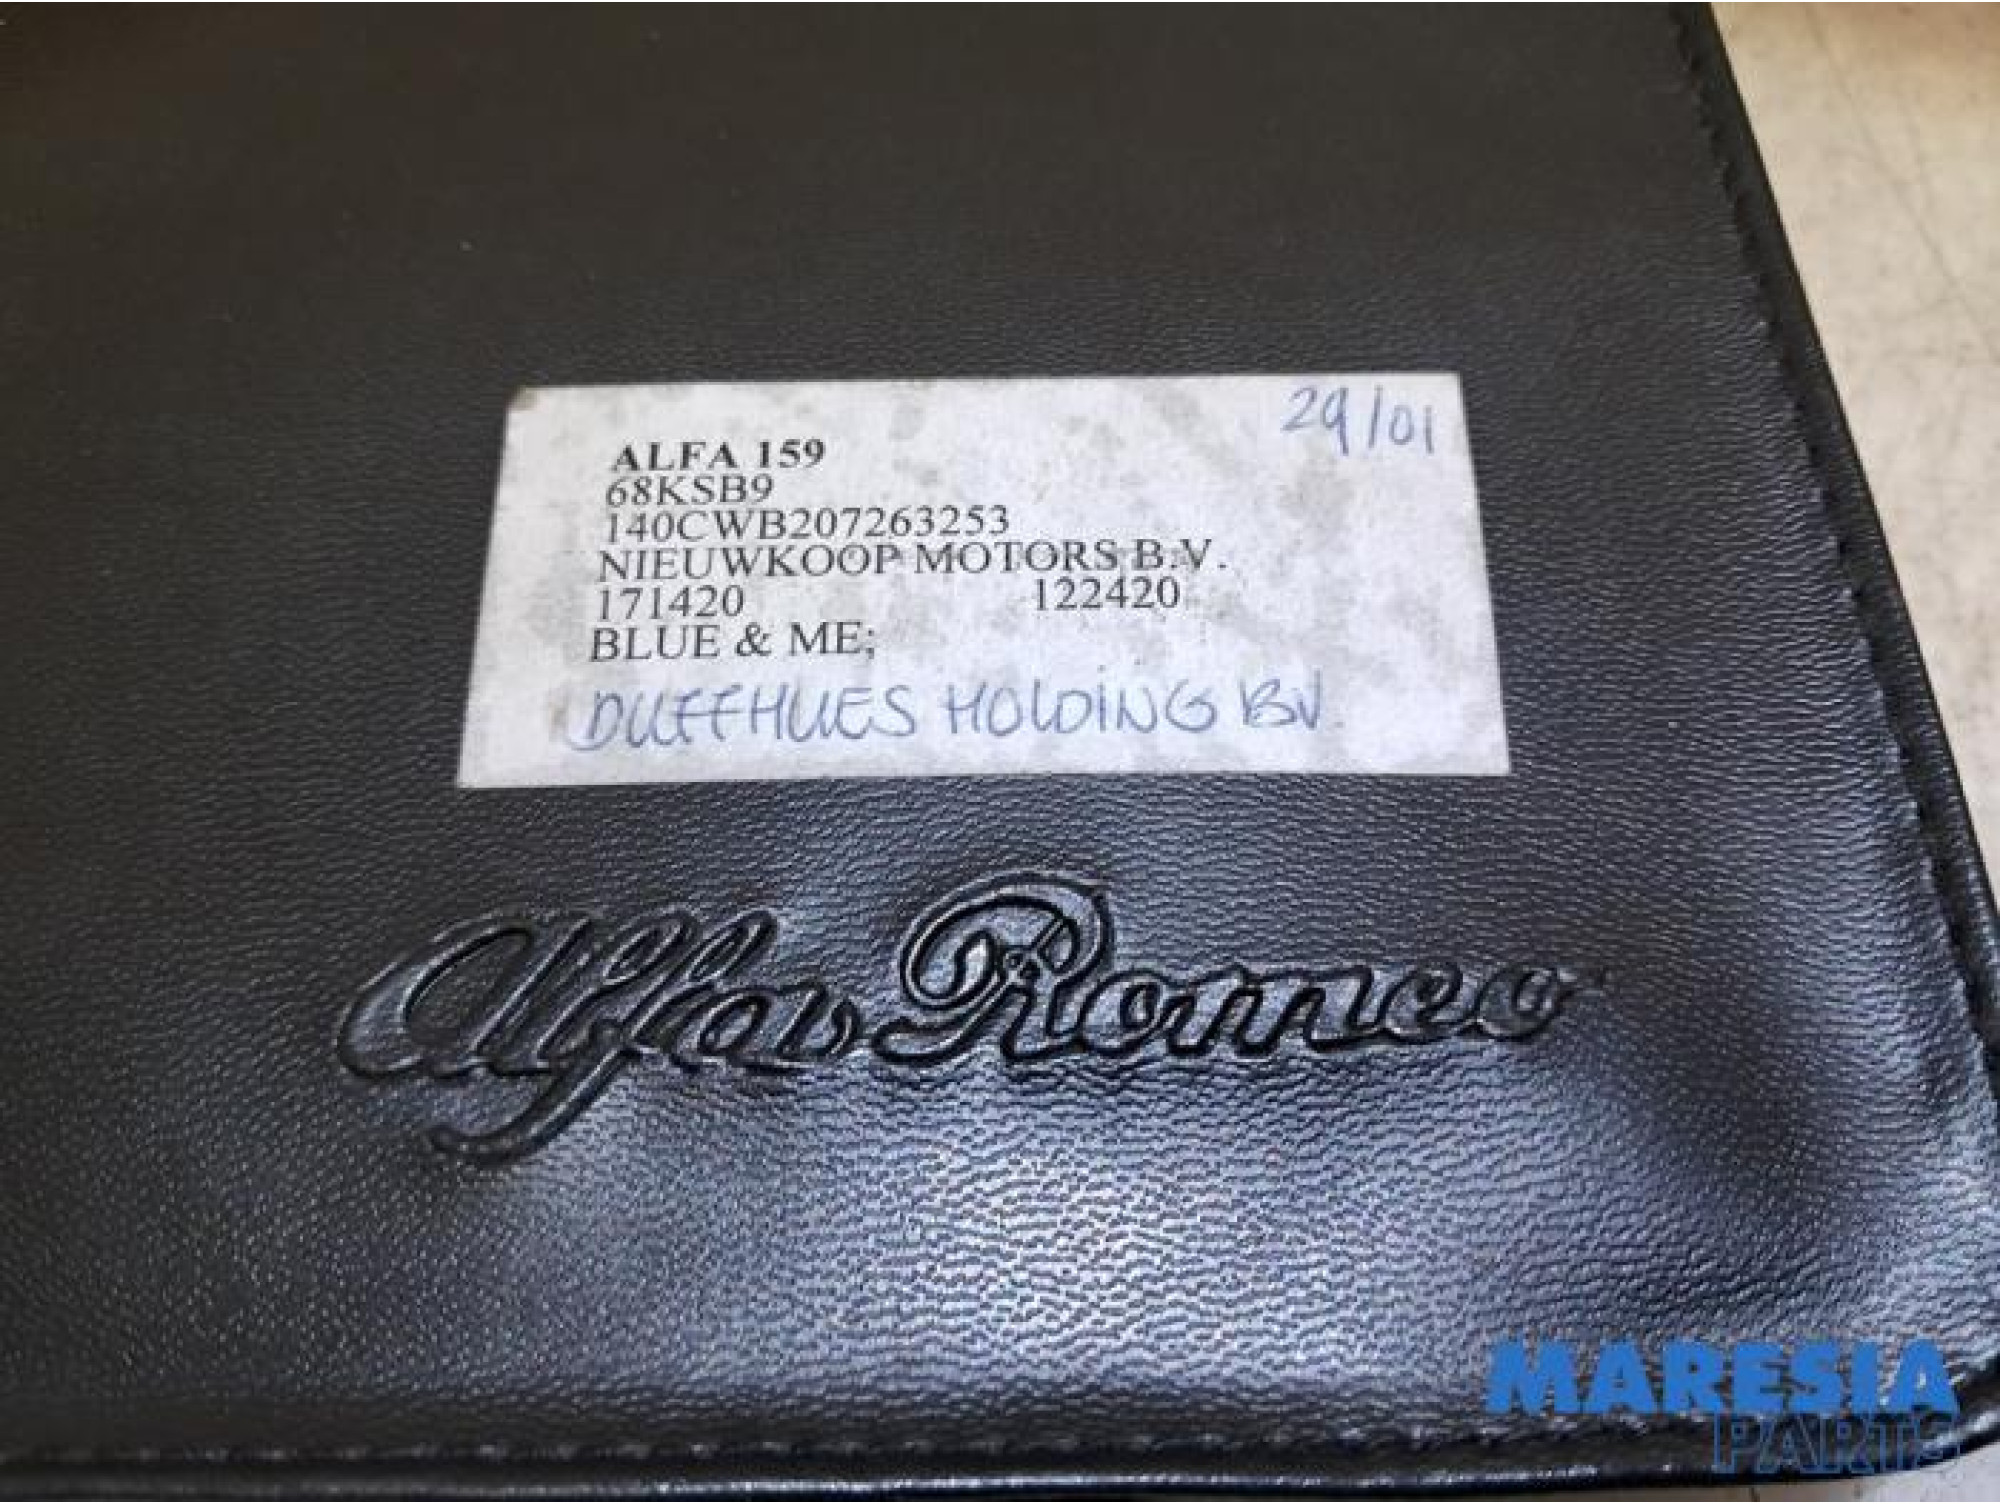 29/01
ALFA 159
68KSB9
140CWB207263253
NIEUWKOOP MOTORS B.V.
171420 122420
BLUE & ME;
DUFFHUES HOLDING BV.
Alfa Romeo
MARESIA
PARTS